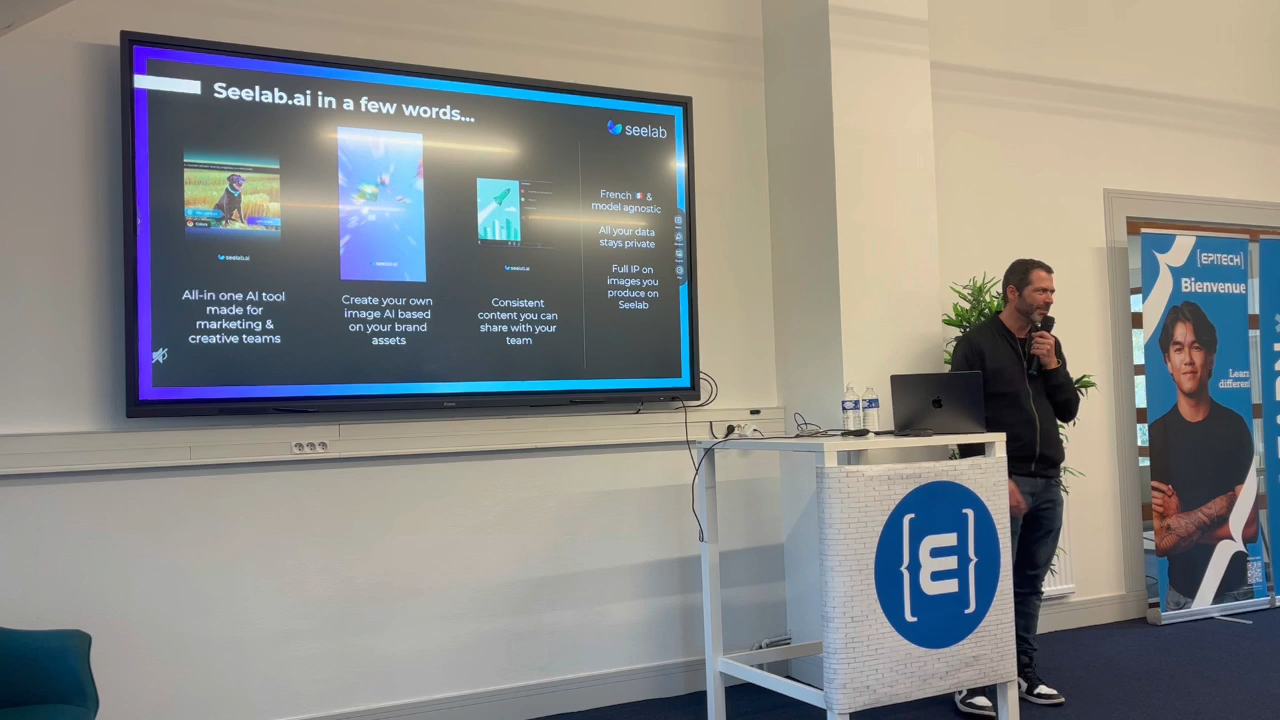 Seelab.ai in a few words...
seelab
seelab.ai
seelab.ai
All-in one AI tool
made for
marketing &
creative teams
Create your own
image AI based
on your brand
assets
Consistent
content you can
share with your
team
French 🇫🇷 &
model agnostic
All your data
stays private
Full IP on
images you
produce on
Seelab
{E}
{EPITECH}
Bienvenue
Learn
different